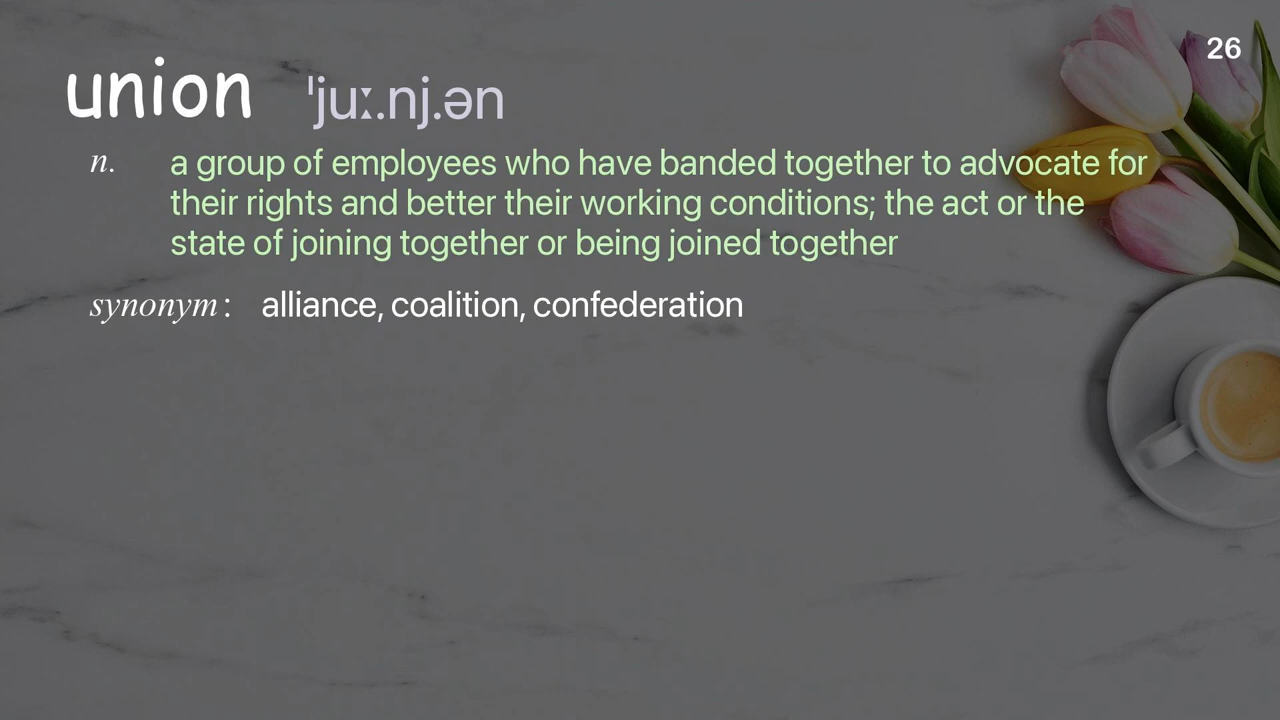 26
union ˈjuː.nj.ən
n. a group of employees who have banded together to advocate for
their rights and better their working conditions; the act or the
state of joining together or being joined together
synonym: alliance, coalition, confederation